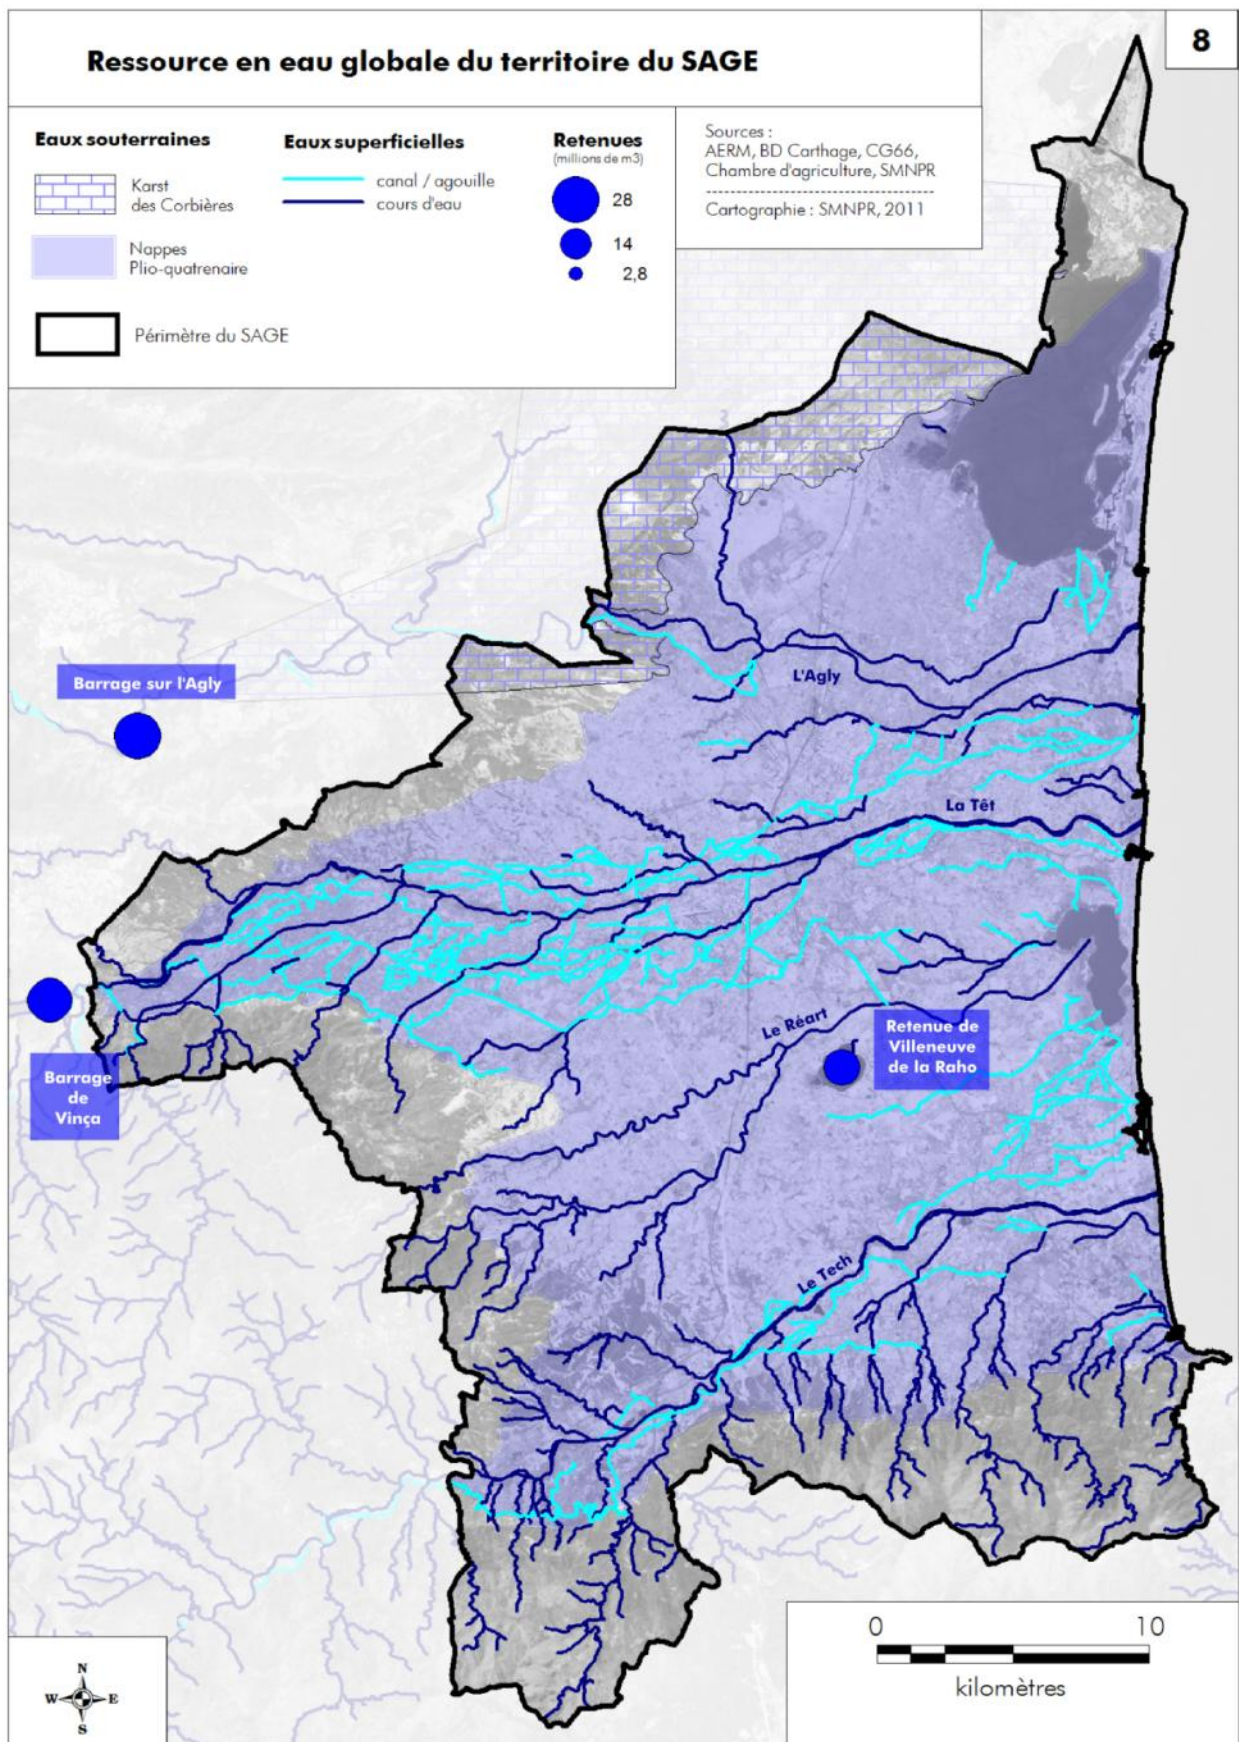 8
Ressource en eau globale du territoire du SAGE
Eaux souterraines
Karst
des Corbières
Nappes
Plio-quatrenaire
Périmètre du SAGE
Eaux superficielles
canal / agouille
cours d'eau
Retenues
(millions de m3)
28
14
2,8
Sources :
AERM, BD Carthage, CG66,
Chambre d'agriculture, SMNPR
Cartographie : SMNPR, 2011
Barrage sur l'Agly
L'Agly
La Têt
Le Réart
Retenue de
Villeneuve
de la Raho
Barrage
de
Vinça
Le Tech
N
W
E
S
0
10
kilomètres